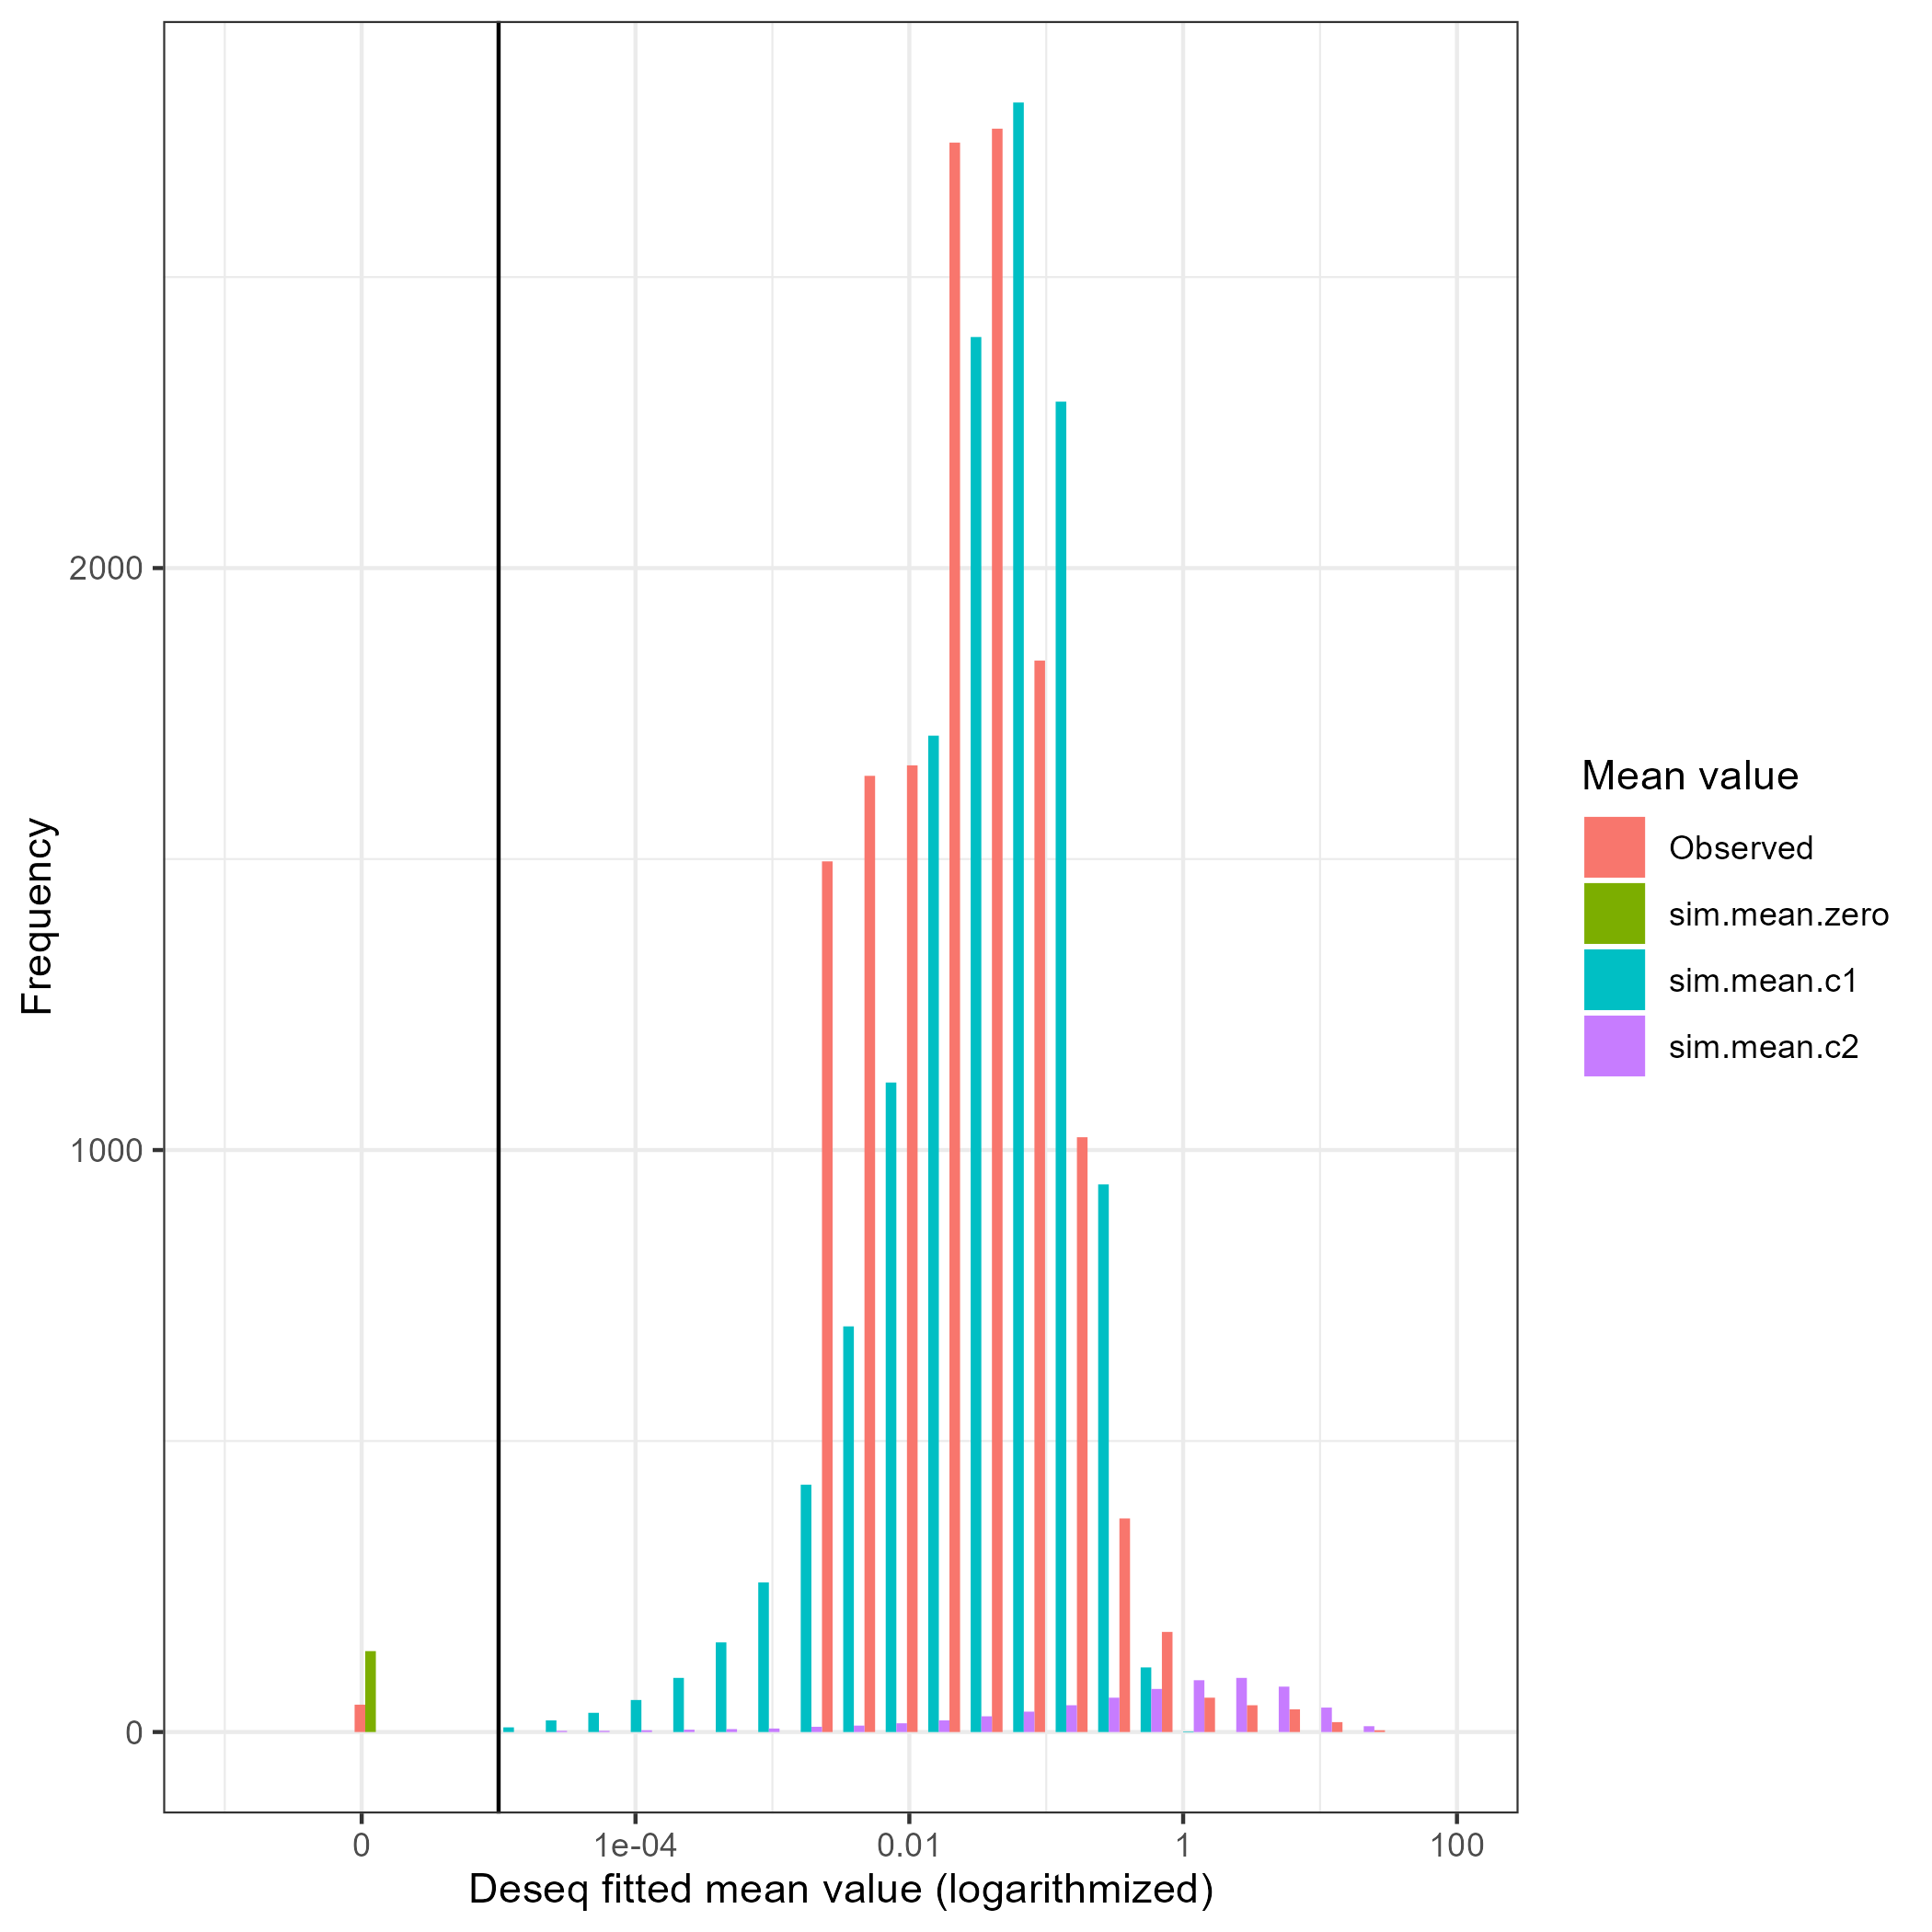 Frequency
2000
1000
0
0
1e-04
0.01
1
100
Deseq fitted mean value (logarithmized)
Mean value
Observed
sim.mean.zero
sim.mean.c1
sim.mean.c2